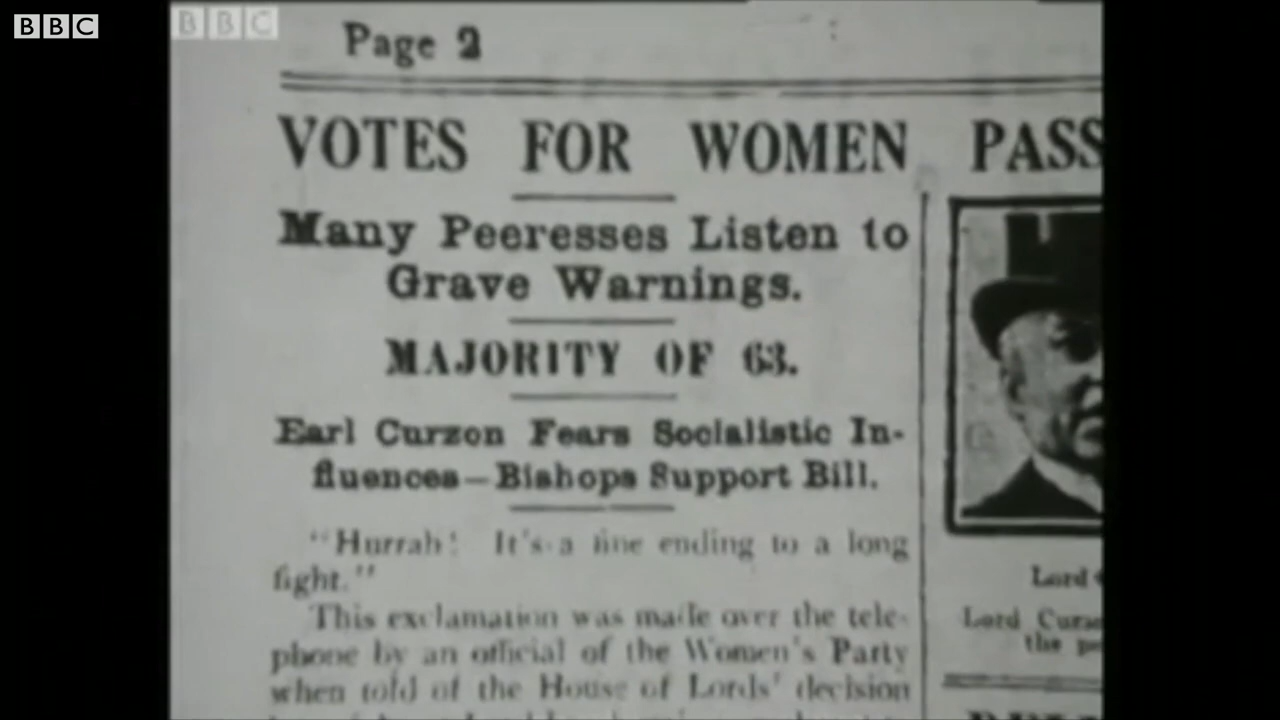 BBC
BBC
Page 2
VOTES FOR WOMEN PASS
Many Peeresses Listen to
Grave Warnings.
MAJORITY OF 63.
Earl Curzon Fears Socialistic In-
fluences—Bishops Support Bill.
"Hurrah! It's a fine ending to a long
fight."
This exclamation was made over the tele-
phone by an official of the Women's Party
when told of the House of Lords' decision
Lord
Lord Curz
the